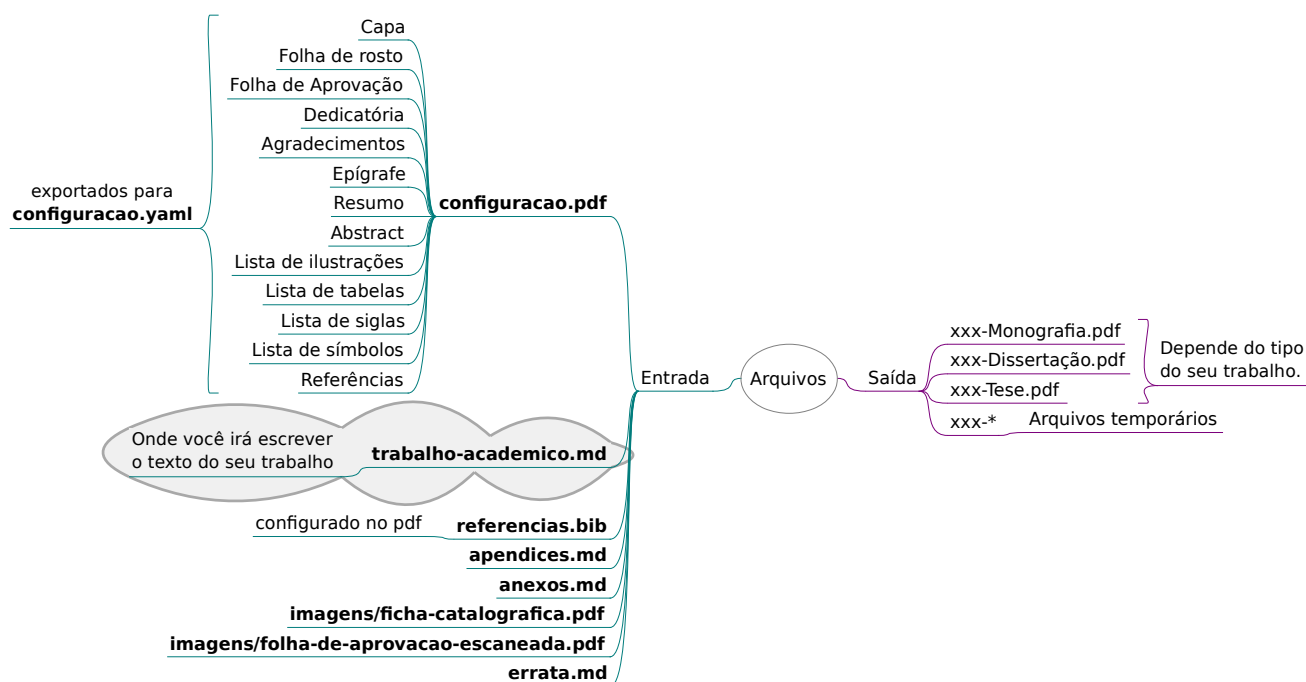 Capa
Folha de rosto
Folha de Aprovação
Dedicatória
Agradecimentos
Epígrafe
Resumo
Abstract
Lista de ilustrações
Lista de tabelas
Lista de siglas
Lista de símbolos
Referências
exportados para
configuracao.yaml
configuracao.pdf
Onde você irá escrever
o texto do seu trabalho
trabalho-academico.md
configurado no pdf
referencias.bib
apendices.md
anexos.md
imagens/ficha-catalografica.pdf
imagens/folha-de-aprovacao-escaneada.pdf
errata.md
Entrada
Arquivos
Saída
xxx-Monografia.pdf
xxx-Dissertação.pdf
xxx-Tese.pdf
Depende do tipo
do seu trabalho.
xxx-*
Arquivos temporários